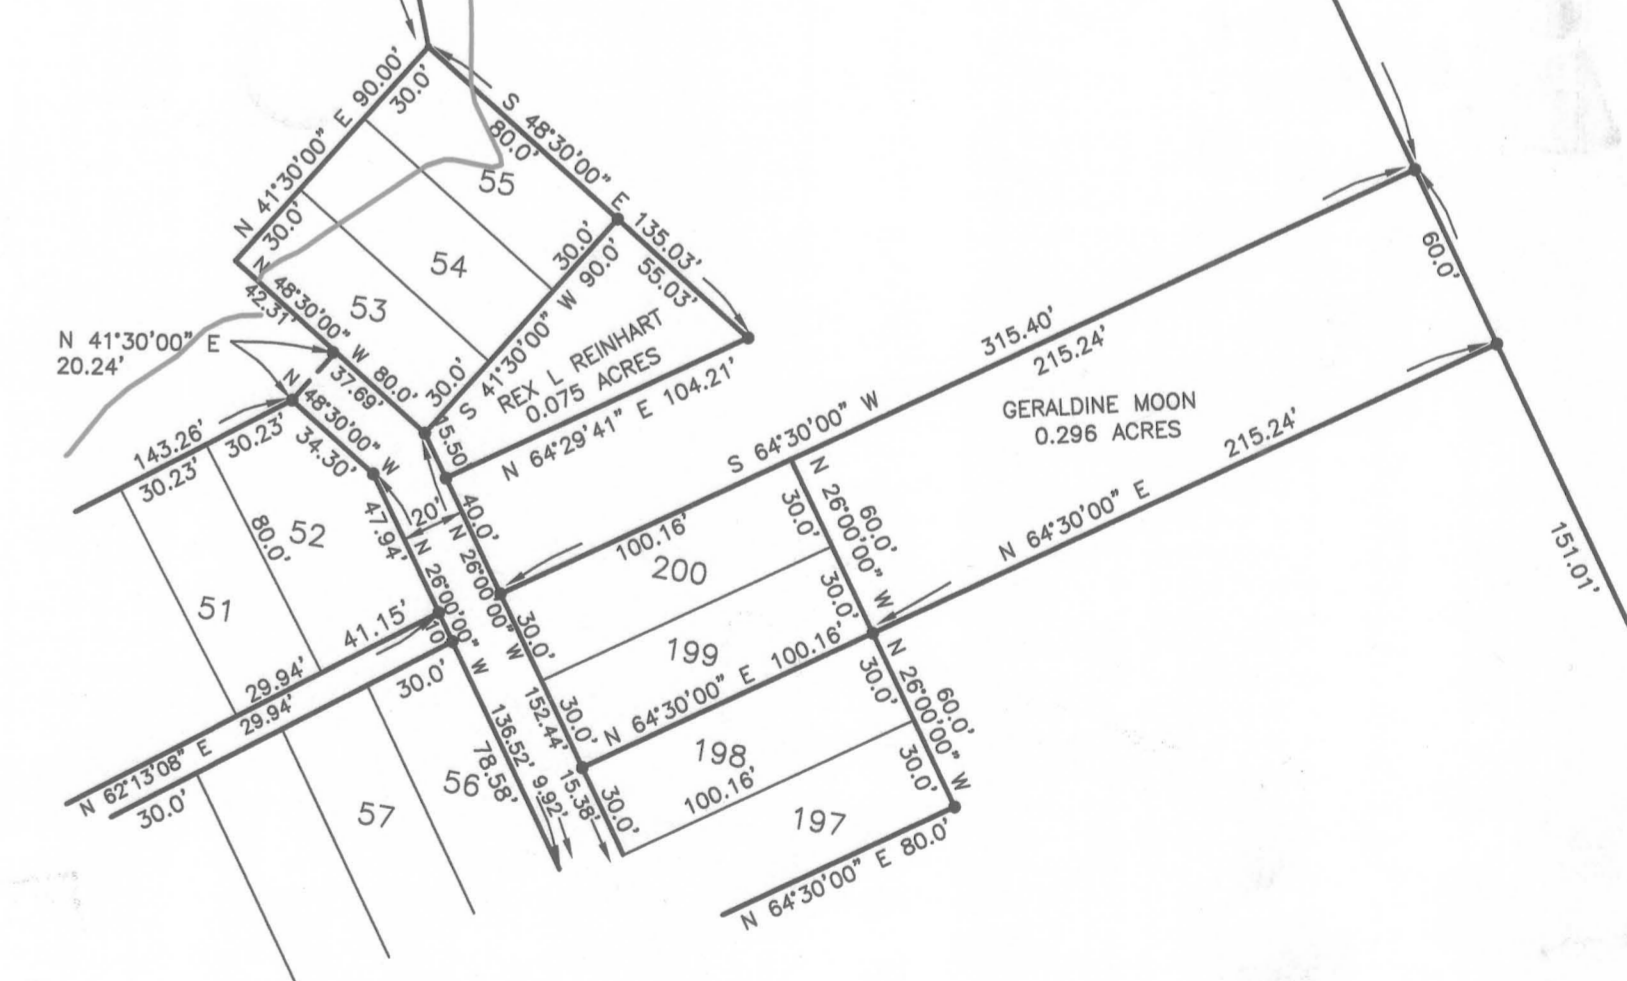 N 41°30'00" E 90.00'
30.0'
S 48°30'00" E 135.03'
80.0'
55
30.0'
54
30.0'
55.03'
S 41°30'00" W 90.0'
53
N 48°30'00" W 80.0'
42.31'
30.0'
REX L REINHART
0.075 ACRES
N 41°30'00" E
20.24'
37.69'
N 64°29'41" E 104.21'
N 48°30'00" W
34.30'
143.26'
30.23'
30.23'
15.50
40.0'
20'
47.94'
52
80.0'
51
N 26°00'00" W
N 26°00'00" W
41.15'
10
29.94'
29.94'
N 62°13'08" E
30.0'
30.0'
57
56
136.52'
78.58'
9.92'
152.44'
15.38'
S 64°30'00" W
315.40'
215.24'
60.0'
GERALDINE MOON
0.296 ACRES
215.24'
N 64°30'00" E
151.01'
100.16'
200
30.0'
N 26°00'00" W
60.0'
30.0'
30.0'
199
30.0'
N 64°30'00" E 100.16'
30.0'
N 26°00'00" W
60.0'
198
100.16'
30.0'
30.0'
197
N 64°30'00" E 80.0'